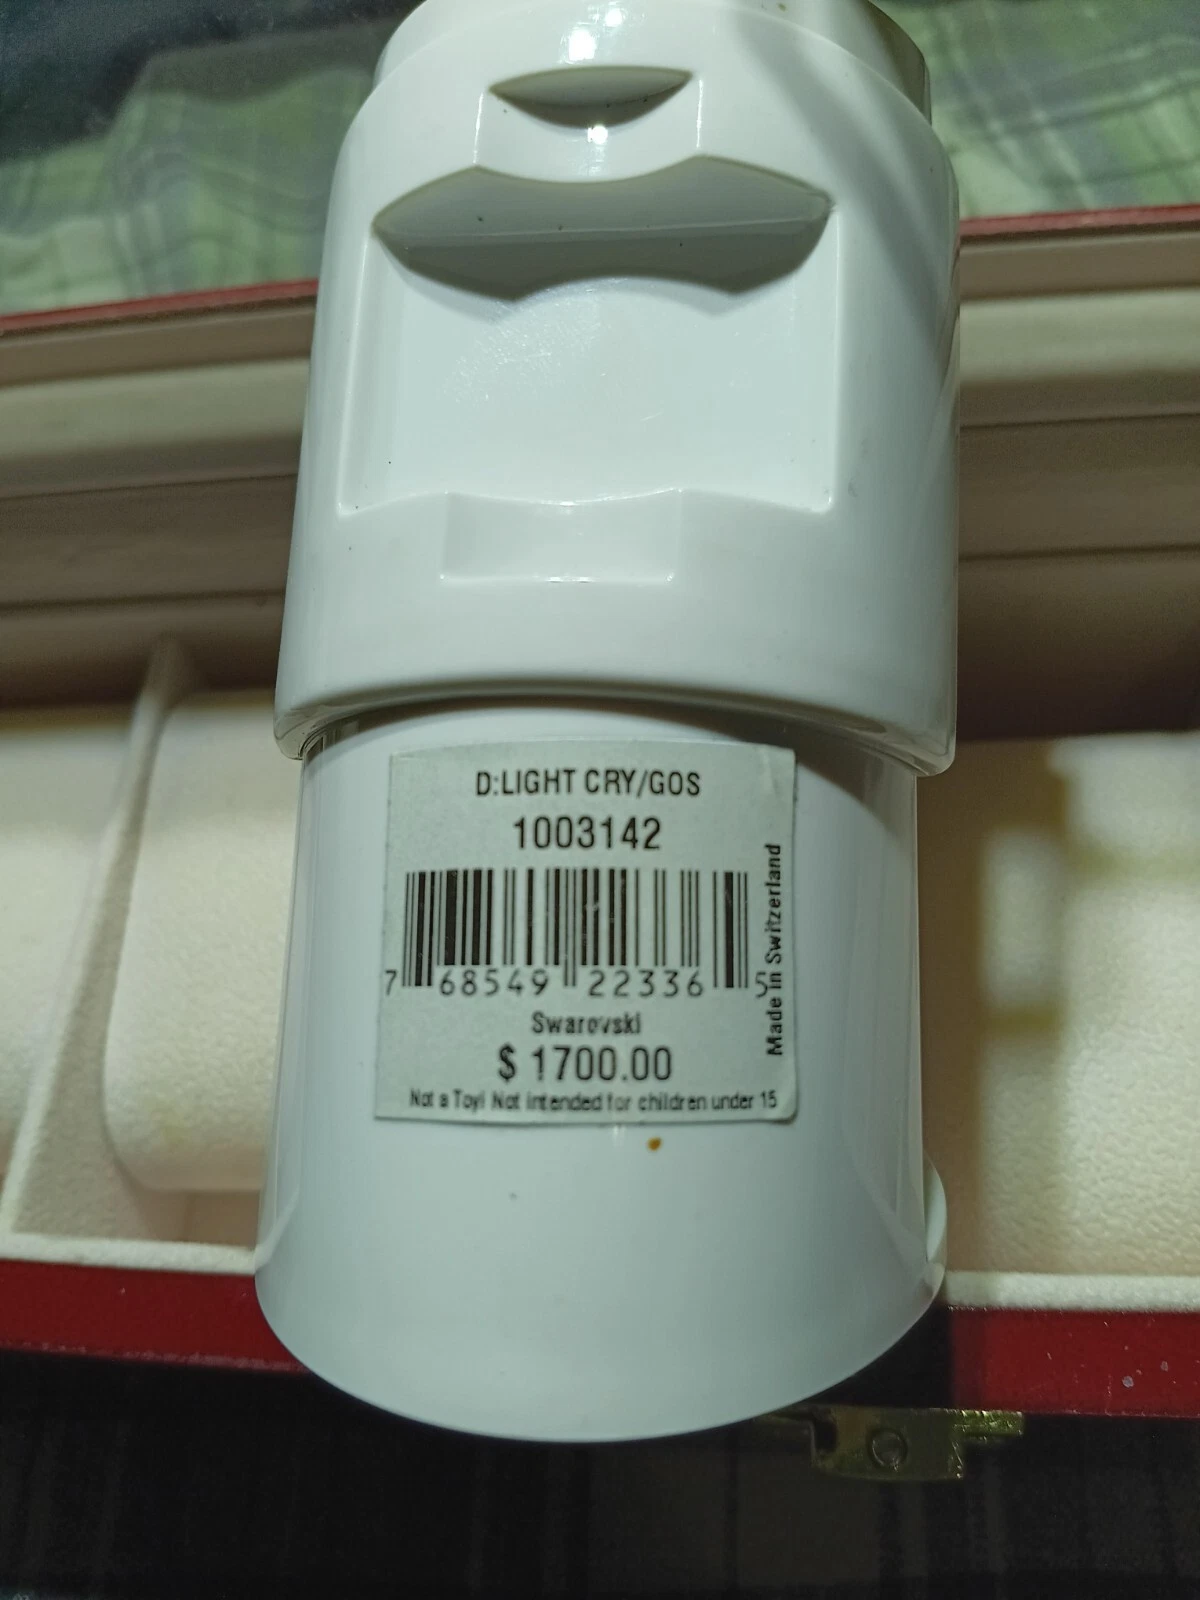 D:LIGHT CRY/GOS
1003142
7 68549 22336 5
Made in Switzerland
Swarovski
$ 1700.00
Not a Toy! Not intended for children under 15